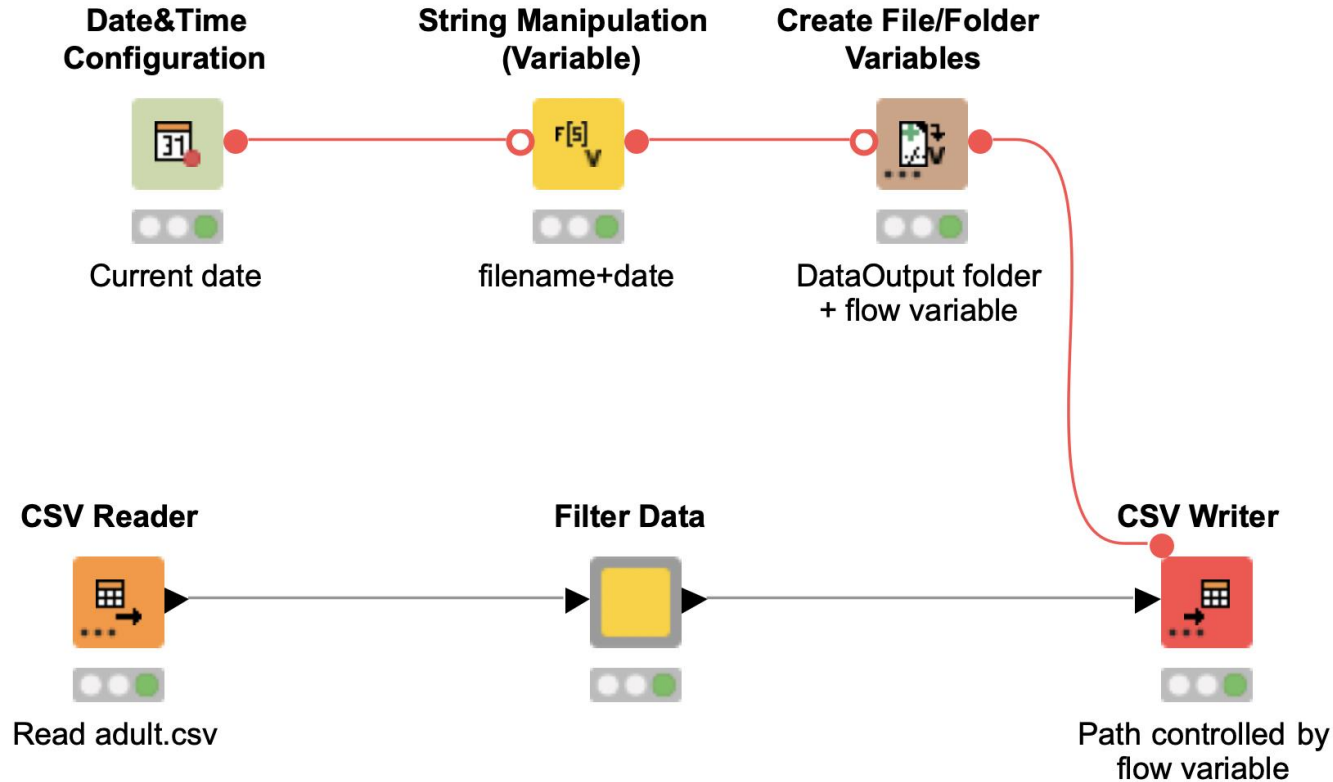 Date&Time
Configuration
String Manipulation
(Variable)
Create File/Folder
Variables
31
F[S]
V
V
Current date
filename+date
DataOutput folder
+ flow variable
CSV Reader
Filter Data
CSV Writer
Read adult.csv
Path controlled by
flow variable